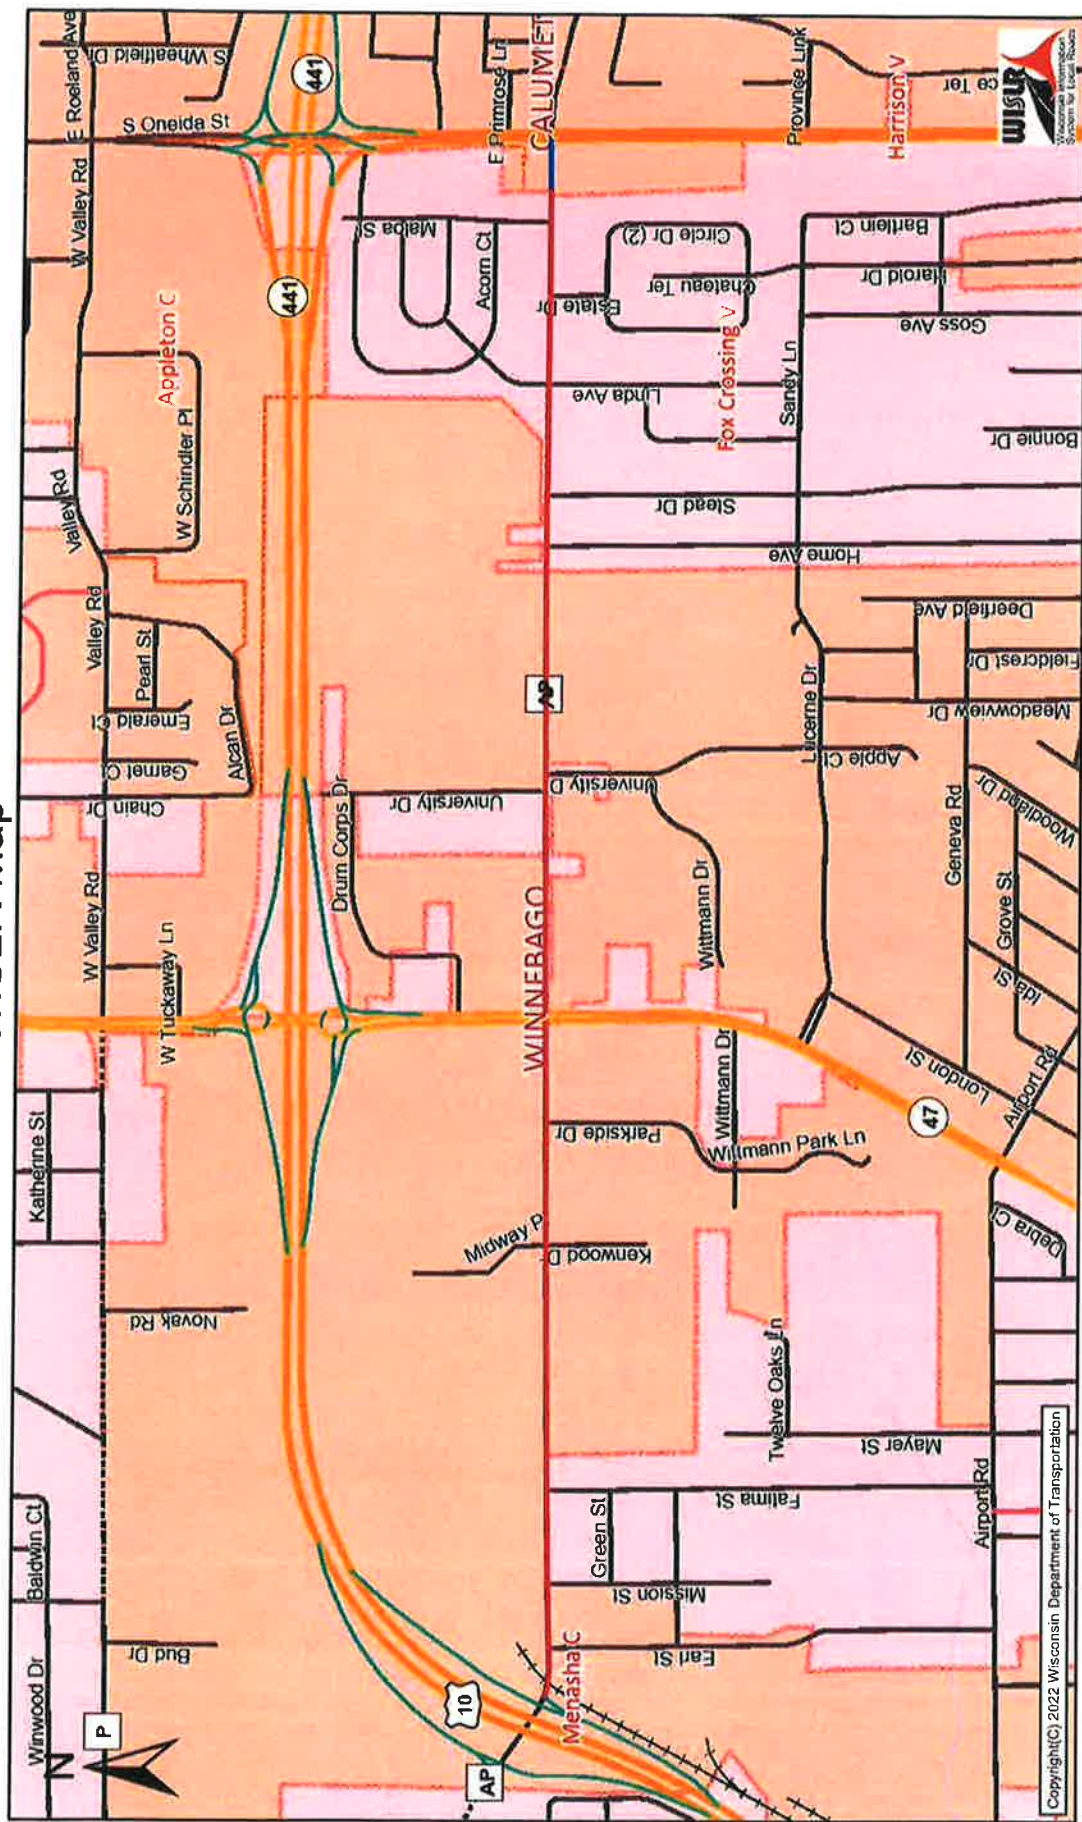 Winwood Dr
Baldwin Ct
Katherine St
S Wheatfield Dr
E Roeland Ave
N
P
Bud Dr
Novak Rd
W Valley Rd
W Tuckaway Ln
Chain Dr
Garnet Ct
Emerald Ct
Pearl St
Alcan Dr
Valley Rd
Valley Rd
W Schindler Pl
Appleton C
W Valley Rd
S Oneida St
441
441
Drum Corps Dr
University Dr
Malpa St
Acorn Ct
E Primrose Ln
10
AP
Menasha C
Midway P
WINNEBAGO
AP
CALUMET
Green St
Mission St
Earl St
Fatima St
Kenwood D
Parkside Dr
Wittmann Dr
Wittmann Park Ln
Wittmann Dr
University D
Stead Dr
Home Ave
Linda Ave
Estate Dr
Circle Dr (2)
Chateau Ter
Fox Crossing V
Sandy Ln
Province Link
Twelve Oaks Ln
Mayer St
Airport Rd
47
London St
Lucerne Dr
Apple Ct
Meadowview Dr
Fieldcrest Dr
Deerfield Ave
Bonnie Dr
Goss Ave
Harold Dr
Bartlein Ct
Harrison V
ce Ter
Debra Ct
Airport Rd
Geneva Rd
Ida St
Grove St
Woodland Dr
WISLR
Wisconsin Information
System for Local Roads
Copyright(C) 2022 Wisconsin Department of Transportation